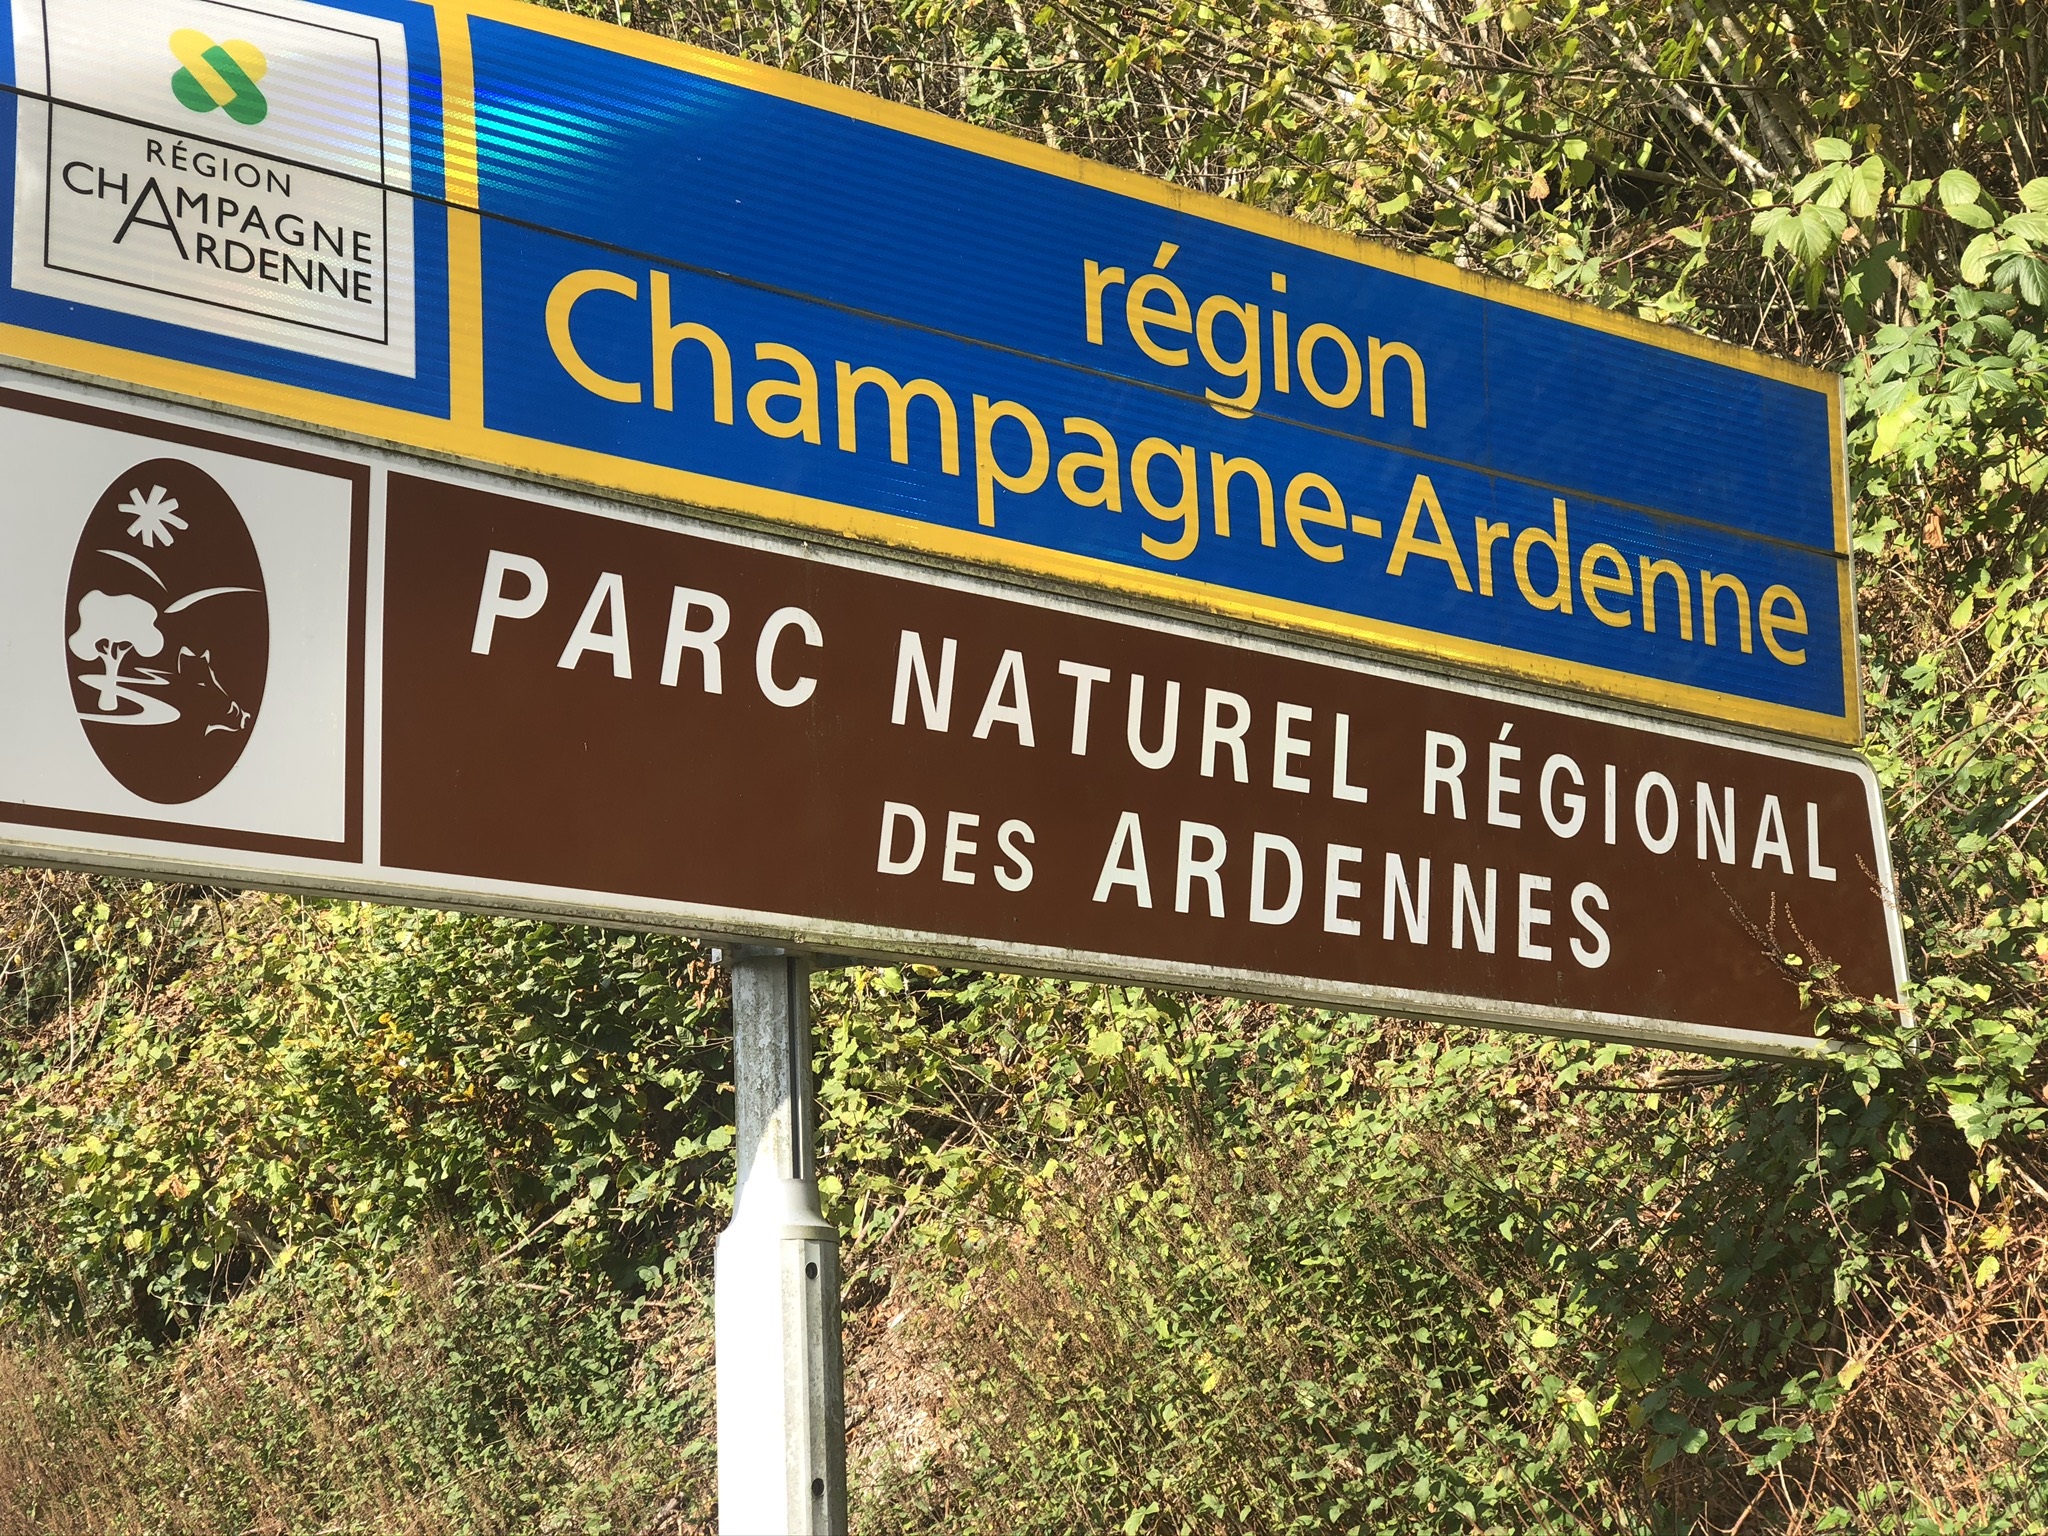 RÉGION
CHAMPAGNE
ARDENNE
région
Champagne-Ardenne
PARC NATUREL RÉGIONAL
DES ARDENNES